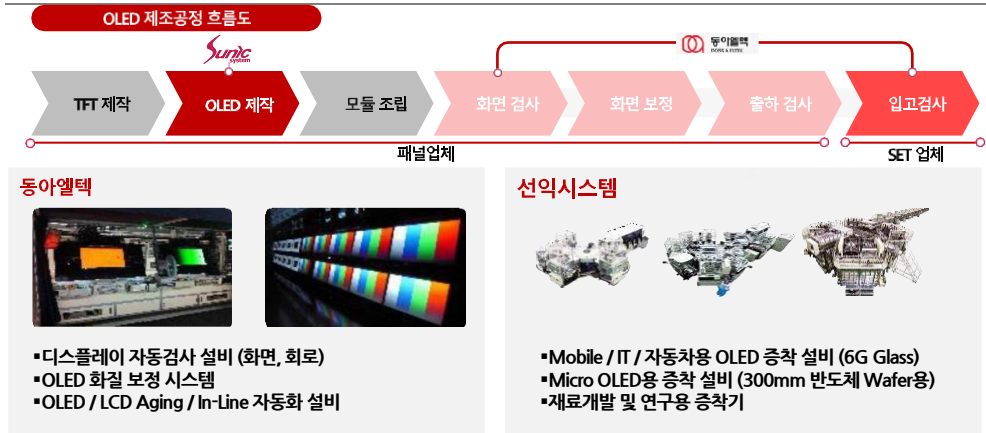 OLED 제조공정 흐름도
Sunic
system
동아엘텍
TFT 제작
OLED 제작
모듈 조립
화면 검사
화면 보정
출하 검사
입고검사
패널업체
SET 업체
동아엘텍
선익시스템
▪디스플레이 자동검사 설비 (화면, 회로)
▪OLED 화질 보정 시스템
▪OLED / LCD Aging / In-Line 자동화 설비
▪Mobile / IT / 자동차용 OLED 증착 설비 (6G Glass)
▪Micro OLED용 증착 설비 (300mm 반도체 Wafer용)
▪재료개발 및 연구용 증착기